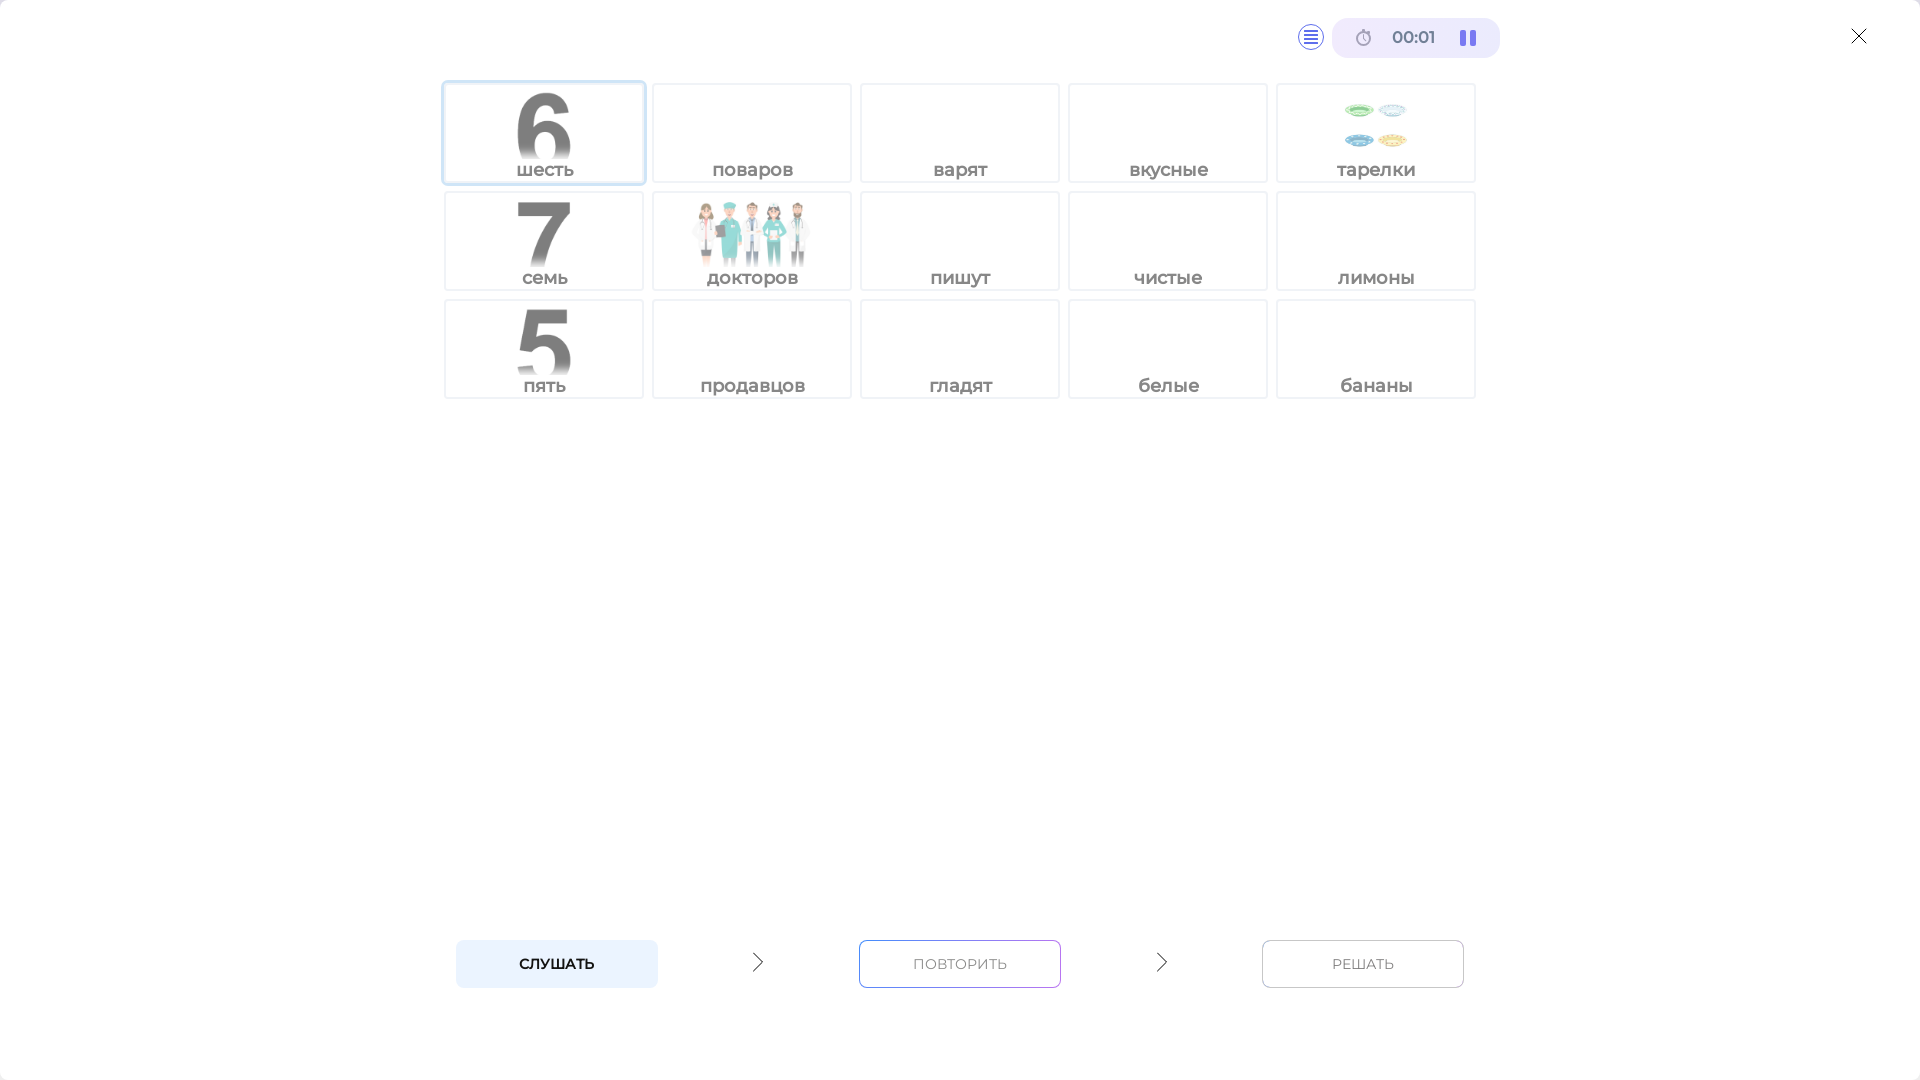 00:01
6
шесть
поваров
варят
вкусные
тарелки
7
семь
докторов
пишут
чистые
лимоны
5
пять
продавцов
гладят
белые
бананы
СЛУШАТЬ
ПОВТОРИТЬ
РЕШАТЬ